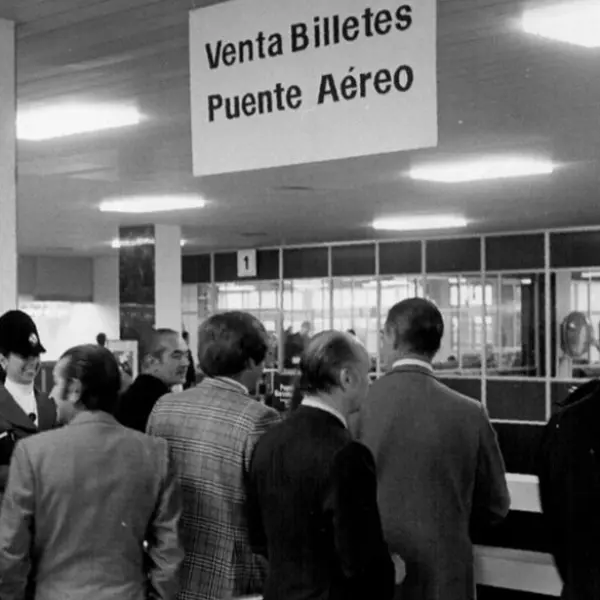 Venta Billetes
Puente Aéreo
1